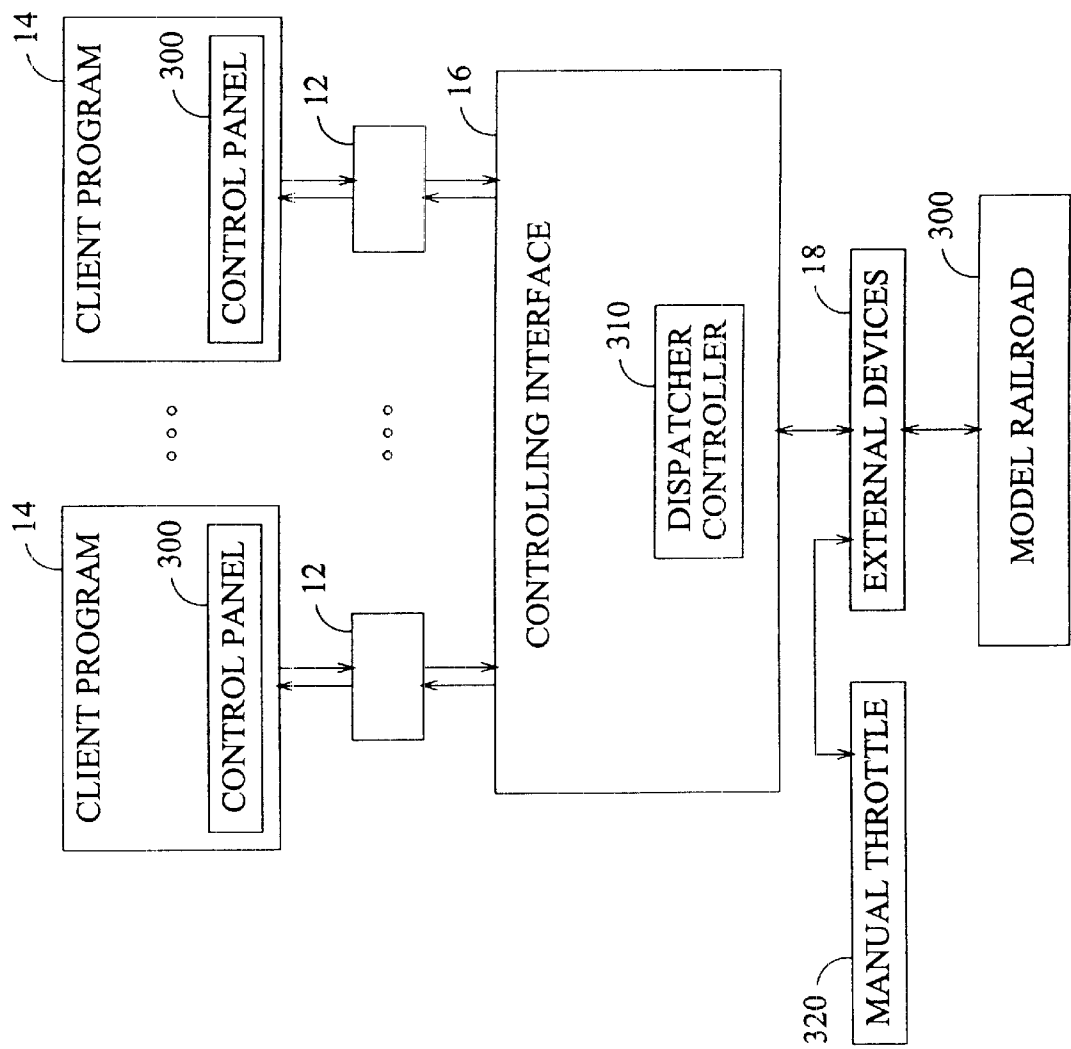 14
CLIENT PROGRAM
300
CONTROL PANEL
12
14
CLIENT PROGRAM
300
CONTROL PANEL
12
16
CONTROLLING INTERFACE
310
DISPATCHER
CONTROLLER
320
MANUAL THROTTLE
18
EXTERNAL DEVICES
300
MODEL RAILROAD